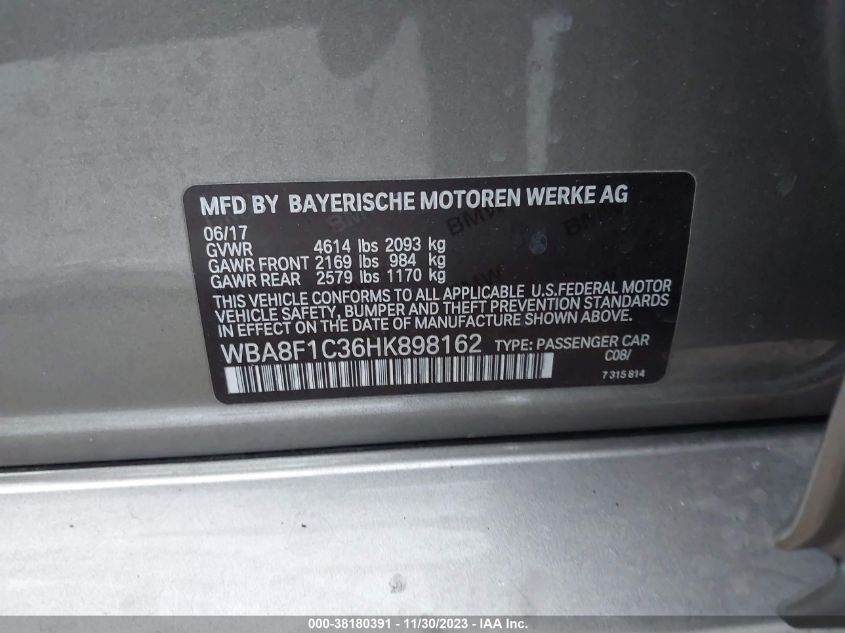 MFD BY BAYERISCHE MOTOREN WERKE AG
06/17
GVWR 4614 lbs 2093 kg
GAWR FRONT 2169 lbs 984 kg
GAWR REAR 2579 lbs 1170 kg
THIS VEHICLE CONFORMS TO ALL APPLICABLE U.S.FEDERAL MOTOR
VEHICLE SAFETY, BUMPER AND THEFT PREVENTION STANDARDS
IN EFFECT ON THE DATE OF MANUFACTURE SHOWN ABOVE.
WBA8F1C36HK898162 TYPE: PASSENGER CAR
C08/
7315814
BMW
BMW
000-38180391 - 11/30/2023 - IAA Inc.